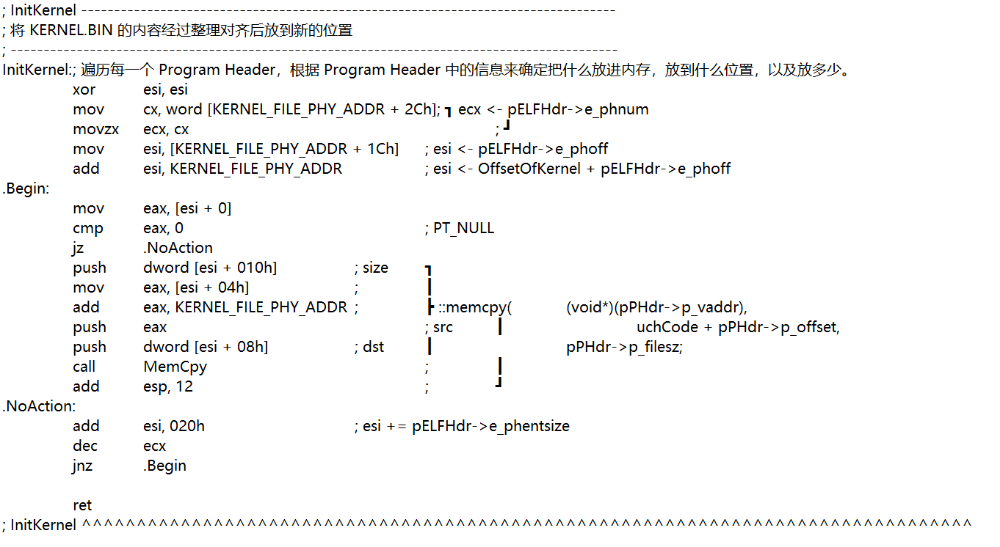 ; InitKernel ---------------------------------------------------------------------------------
; 将 KERNEL.BIN 的内容经过整理对齐后放到新的位置
; --------------------------------------------------------------------------------------------
InitKernel:; 遍历每一个 Program Header，根据 Program Header 中的信息来确定把什么放进内存，放到什么位置，以及放多少。
xor esi, esi
mov cx, word [KERNEL_FILE_PHY_ADDR + 2Ch]; ┓ ecx <- pELFHdr->e_phnum
movzx ecx, cx ; ┛
mov esi, [KERNEL_FILE_PHY_ADDR + 1Ch] ; esi <- pELFHdr->e_phoff
add esi, KERNEL_FILE_PHY_ADDR ; esi <- OffsetOfKernel + pELFHdr->e_phoff
.Begin:
mov eax, [esi + 0]
cmp eax, 0 ; PT_NULL
jz .NoAction
push dword [esi + 010h] ; size ┓
mov eax, [esi + 04h] ; ┃
add eax, KERNEL_FILE_PHY_ADDR ; ┣ ::memcpy( (void*)(pPHdr->p_vaddr),
push eax ; src ┃ uchCode + pPHdr->p_offset,
push dword [esi + 08h] ; dst ┃ pPHdr->p_filesz;
call MemCpy ; ┃
add esp, 12 ; ┛
.NoAction:
add esi, 020h ; esi += pELFHdr->e_phentsize
dec ecx
jnz .Begin
ret
; InitKernel ^^^^^^^^^^^^^^^^^^^^^^^^^^^^^^^^^^^^^^^^^^^^^^^^^^^^^^^^^^^^^^^^^^^^^^^^^^^^^^^^^